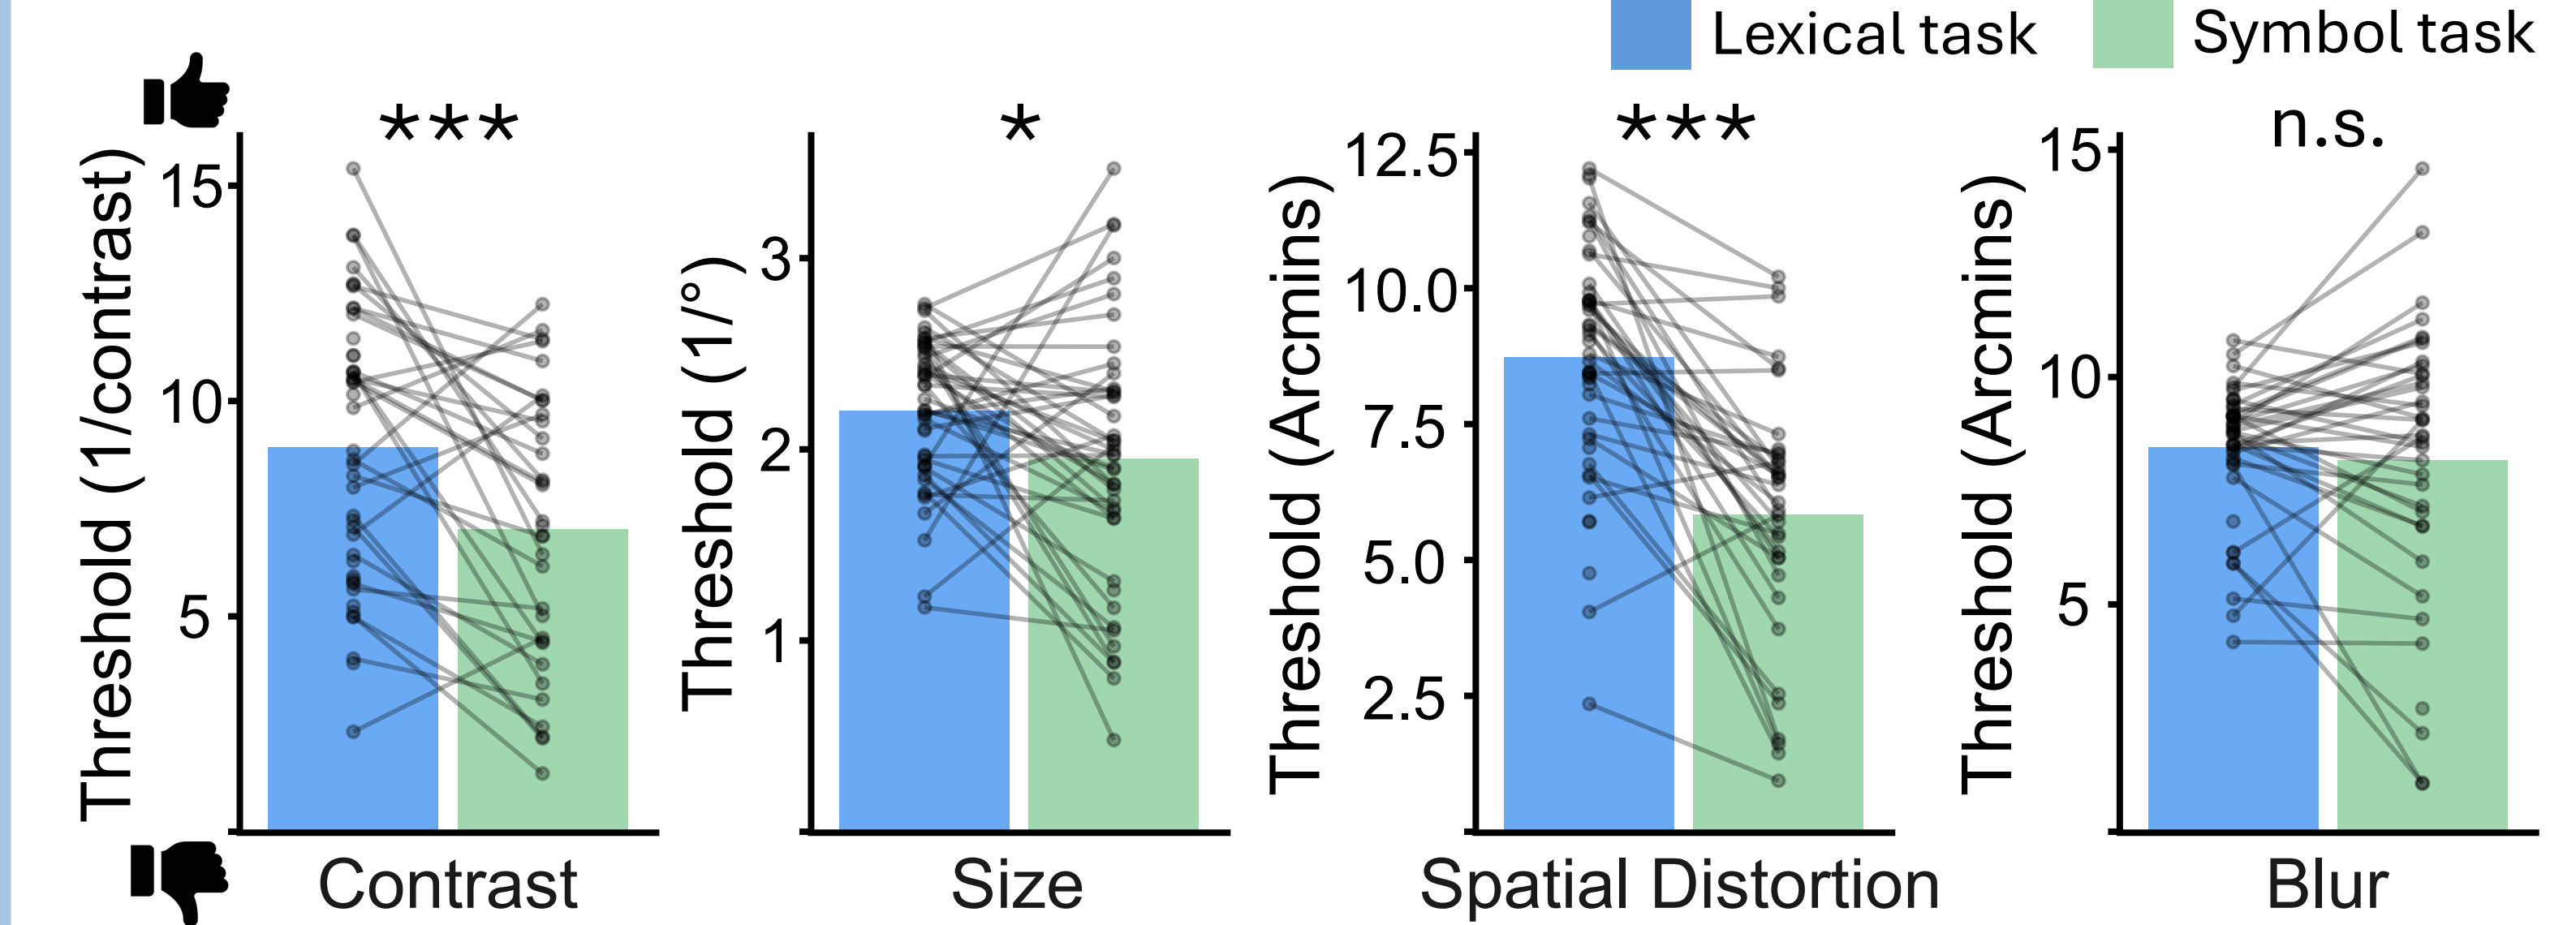 Lexical task
Symbol task
***
Threshold (1/contrast)
15
10
5
Contrast
*
Threshold (1/°)
3
2
1
Size
***
Threshold (Arcmins)
12.5
10.0
7.5
5.0
2.5
Spatial Distortion
n.s.
Threshold (Arcmins)
15
10
5
Blur